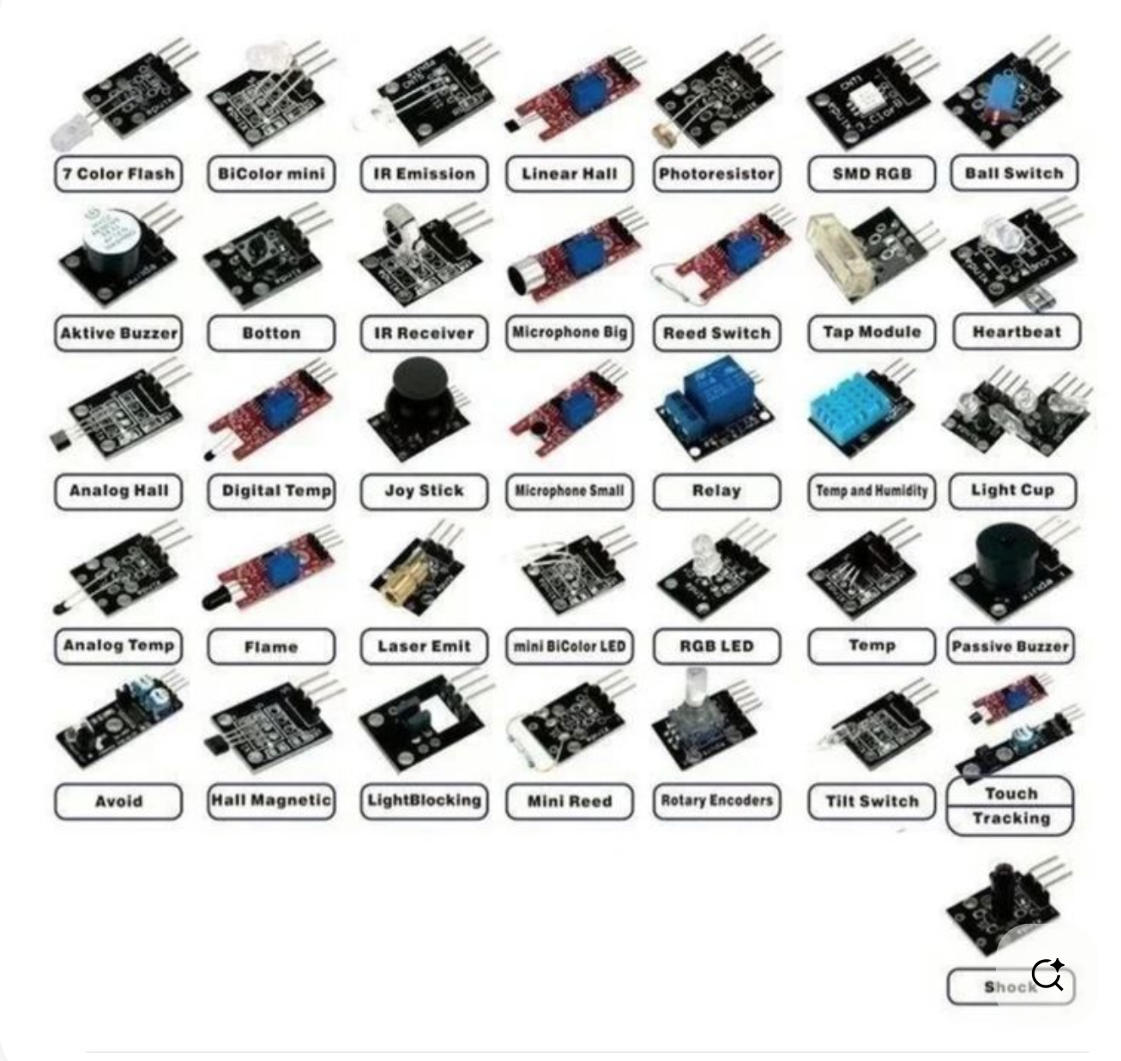 7 Color Flash
BiColor mini
IR Emission
Linear Hall
Photoresistor
SMD RGB
Ball Switch
Aktive Buzzer
Botton
IR Receiver
Microphone Big
Reed Switch
Tap Module
Heartbeat
Analog Hall
Digital Temp
Joy Stick
Microphone Small
Relay
Temp and Humidity
Light Cup
Analog Temp
Flame
Laser Emit
mini BiColor LED
RGB LED
Temp
Passive Buzzer
Avoid
Hall Magnetic
LightBlocking
Mini Reed
Rotary Encoders
Tilt Switch
Touch
Tracking
Shock